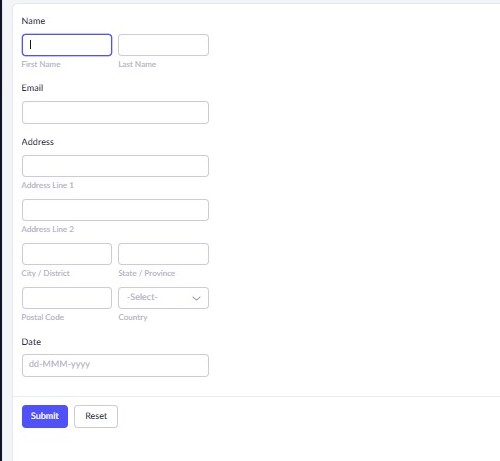 Name
First Name Last Name
Email
Address
Address Line 1
Address Line 2
City / District State / Province
-Select-
Postal Code Country
Date
dd-MMM-yyyy
Submit Reset